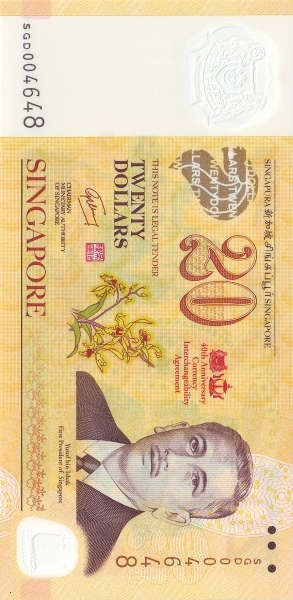 SGD004648
SINGAPURA 新加坡 சிங்கப்பூர் SINGAPORE
20
40th Anniversary
Currency
Interchangeability
Agreement
THIS NOTE IS LEGAL TENDER
TWENTY
DOLLARS
CHAIRMAN
MONETARY AUTHORITY
OF SINGAPORE
SINGAPORE
Yusof bin Ishak
First President of Singapore
SGD004648